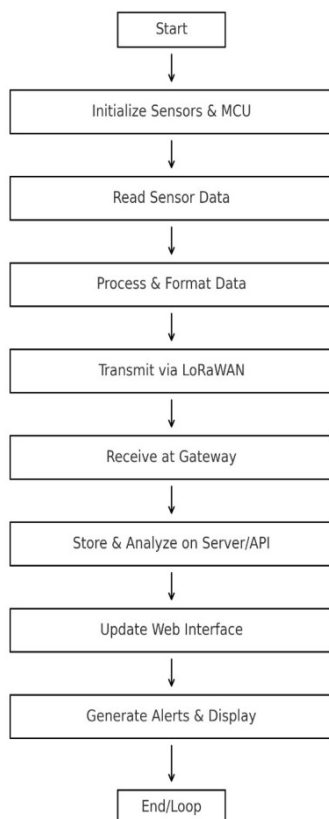 Start
Initialize Sensors & MCU
Read Sensor Data
Process & Format Data
Transmit via LoRaWAN
Receive at Gateway
Store & Analyze on Server/API
Update Web Interface
Generate Alerts & Display
End/Loop